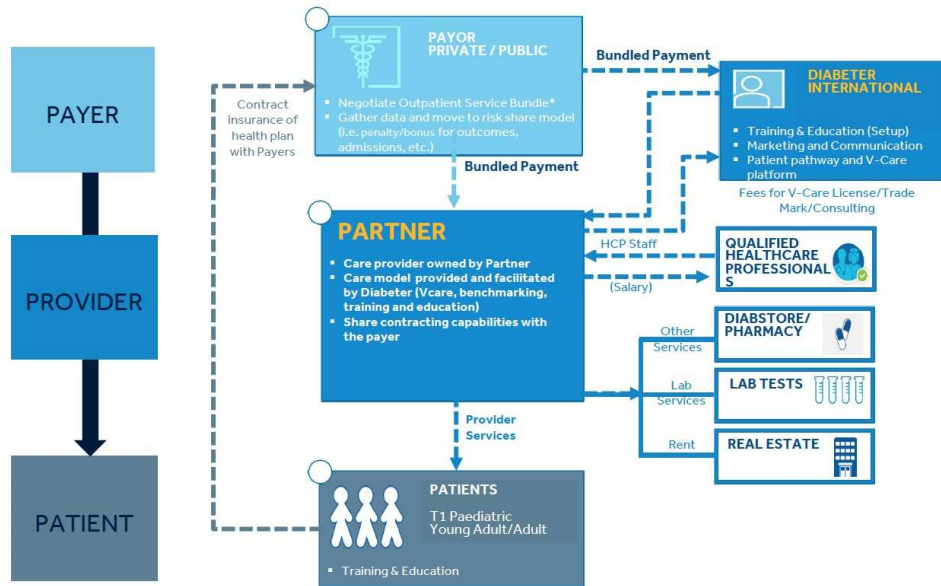 PAYER
PROVIDER
PATIENT
Contract
insurance of
health plan
with Payers
PAYOR
PRIVATE / PUBLIC
▪ Negotiate Outpatient Service Bundle*
▪ Gather data and move to risk share model
(i.e. penalty/bonus for outcomes,
admissions, etc.)
Bundled Payment
Bundled Payment
DIABETER
INTERNATIONAL
▪ Training & Education (Setup)
▪ Marketing and Communication
▪ Patient pathway and V-Care
platform
Fees for V-Care License/Trade
Mark/Consulting
PARTNER
▪ Care provider owned by Partner
▪ Care model provided and facilitated
by Diabeter (Vcare, benchmarking,
training and education)
▪ Share contracting capabilities with
the payer
HCP Staff
(Salary)
QUALIFIED
HEALTHCARE
PROFESSIONAL
S
Other
Services
DIABSTORE/
PHARMACY
Lab
Services
LAB TESTS
Rent
REAL ESTATE
Provider
Services
PATIENTS
T1 Paediatric
Young Adult/Adult
▪ Training & Education